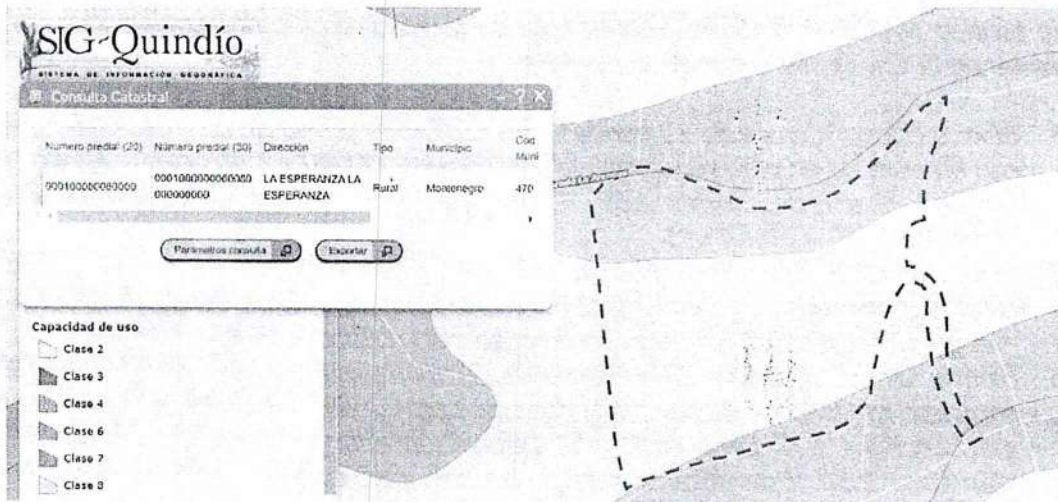 SIG-Quindío
SISTEMA DE INFORMACIÓN GEOGRÁFICA
Consulta Catastral
Número predial (20) Número predial (30) Dirección Tipo Municipio Cod Muni
LA ESPERANZA LA ESPERANZA Rural Montenegro 470
Parametros consulta Exportar
Capacidad de uso
Clase 2
Clase 3
Clase 4
Clase 6
Clase 7
Clase 8